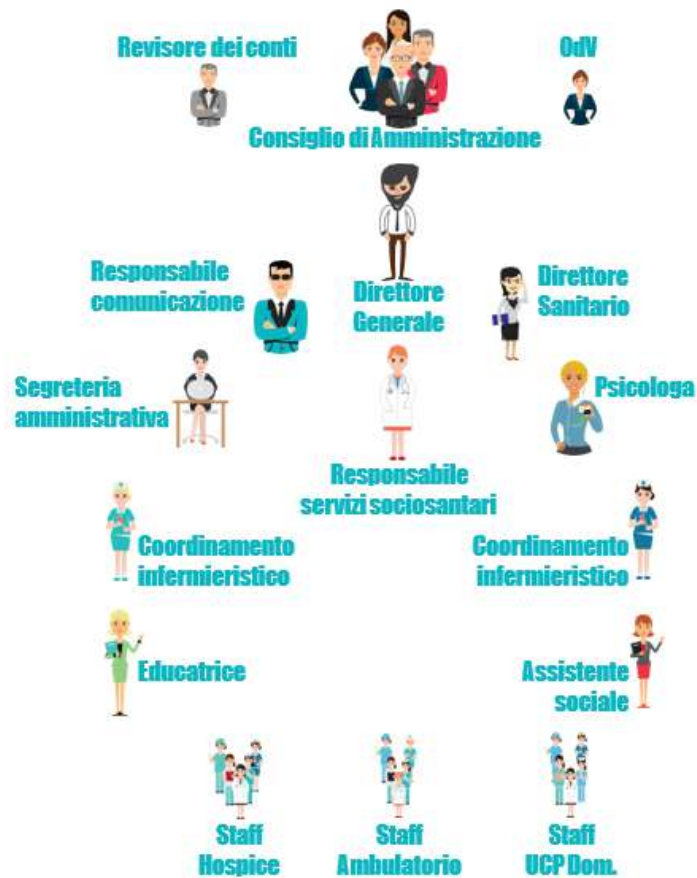 Revisore dei conti
OdV
Consiglio di Amministrazione
Responsabile
comunicazione
Direttore
Generale
Direttore
Sanitario
Segreteria
amministrativa
Psicologa
Responsabile
servizi sociosantari
Coordinamento
infermieristico
Coordinamento
infermieristico
Educatrice
Assistente
sociale
Staff
Hospice
Staff
Ambulatorio
Staff
UCP Dom.